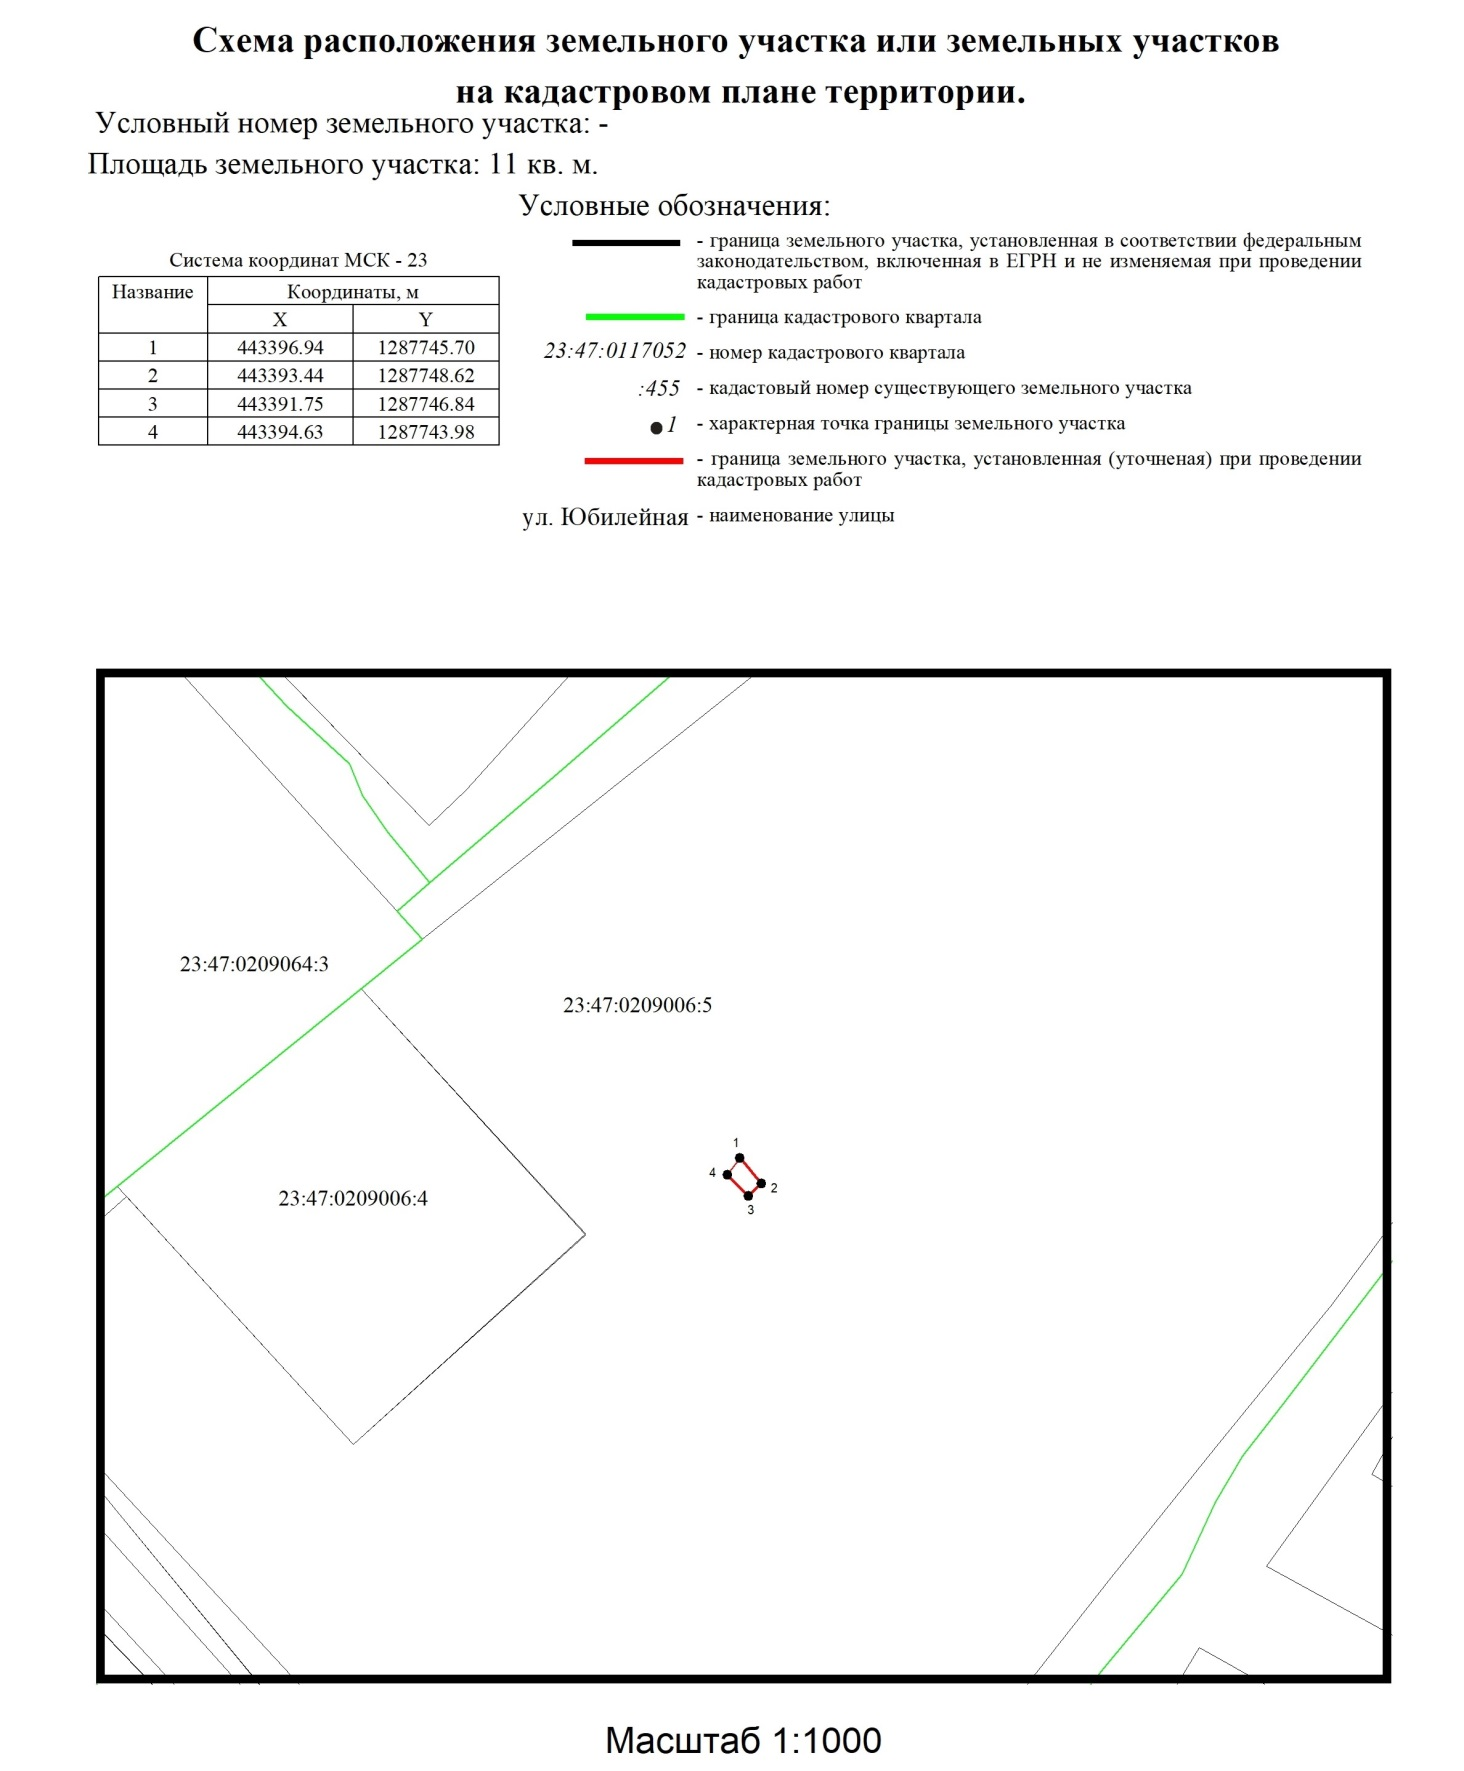 Схема расположения земельного участка или земельных участков
на кадастровом плане территории.
Условный номер земельного участка: -
Площадь земельного участка: 11 кв. м.
Условные обозначения:
- граница земельного участка, установленная в соответствии федеральным
законодательством, включенная в ЕГРН и не изменяемая при проведении
кадастровых работ
- граница кадастрового квартала
23:47:0117052 - номер кадастрового квартала
:455 - кадастовый номер существующего земельного участка
1 - характерная точка границы земельного участка
- граница земельного участка, установленная (уточненая) при проведении
кадастровых работ
ул. Юбилейная - наименование улицы
Система координат МСК - 23
Название Координаты, м
X Y
1 443396.94 1287745.70
2 443393.44 1287748.62
3 443391.75 1287746.84
4 443394.63 1287743.98
23:47:0209064:3
23:47:0209006:5
1
4
2
3
23:47:0209006:4
Масштаб 1:1000